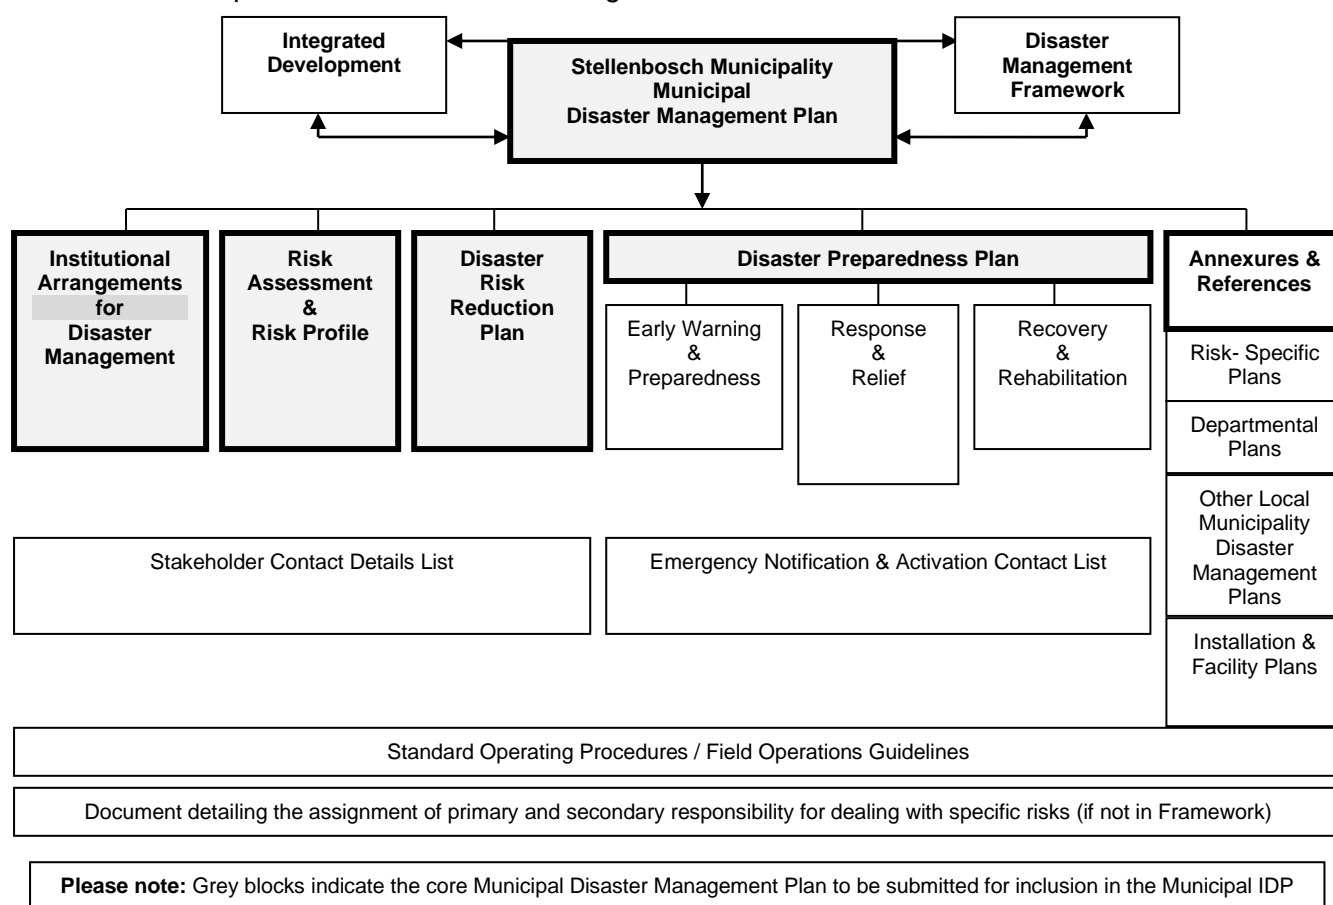 Integrated
Development
Stellenbosch Municipality
Municipal
Disaster Management Plan
Disaster
Management
Framework
Institutional
Arrangements
for
Disaster
Management
Risk
Assessment
&
Risk Profile
Disaster
Risk
Reduction
Plan
Disaster Preparedness Plan
Early Warning
&
Preparedness
Response
&
Relief
Recovery
&
Rehabilitation
Annexures &
References
Risk- Specific
Plans
Departmental
Plans
Other Local
Municipality
Disaster
Management
Plans
Installation &
Facility Plans
Stakeholder Contact Details List
Emergency Notification & Activation Contact List
Standard Operating Procedures / Field Operations Guidelines
Document detailing the assignment of primary and secondary responsibility for dealing with specific risks (if not in Framework)
Please note: Grey blocks indicate the core Municipal Disaster Management Plan to be submitted for inclusion in the Municipal IDP